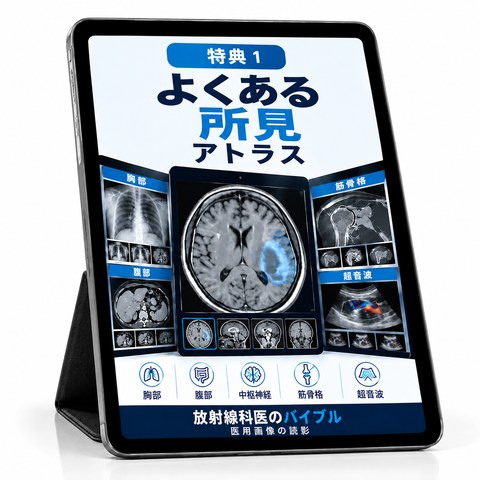 特典 1
よくある
所見
アトラス
胸部
筋骨格
腹部
超音波
胸部
腹部
中枢神経
筋骨格
超音波
放射線科医のバイブル
医用画像の読影